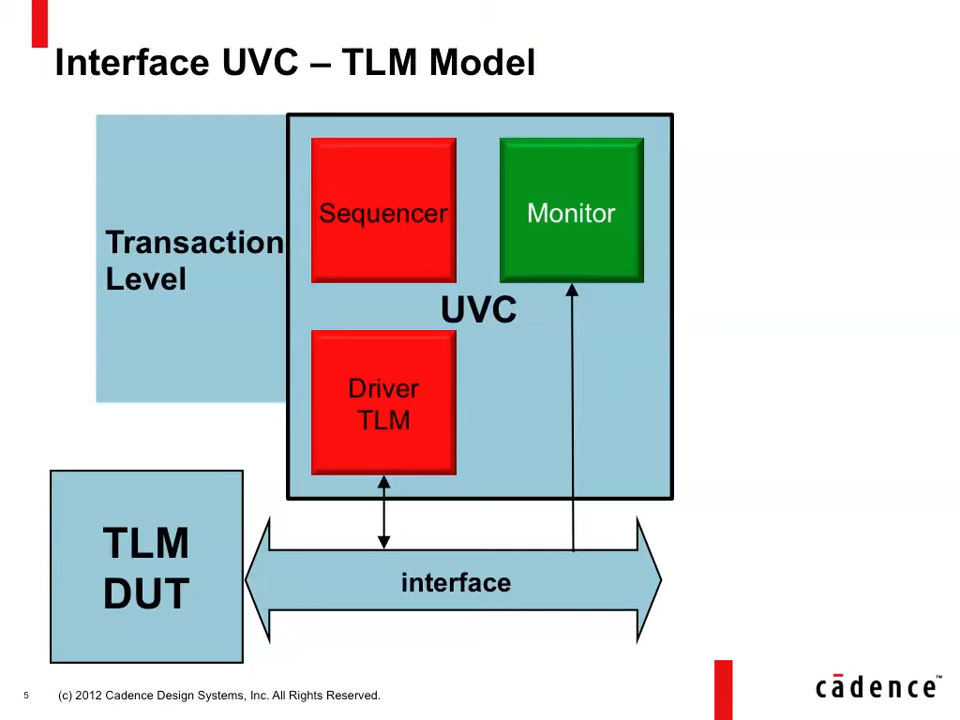 Interface UVC – TLM Model
Sequencer
Monitor
Transaction
Level
UVC
Driver
TLM
TLM
DUT
interface
5
(c) 2012 Cadence Design Systems, Inc. All Rights Reserved.
cādence™